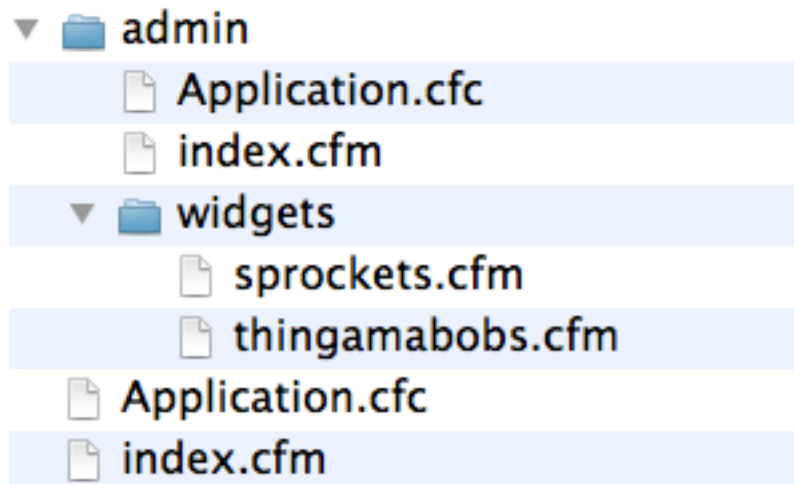 admin
Application.cfc
index.cfm
widgets
sprockets.cfm
thingamabobs.cfm
Application.cfc
index.cfm